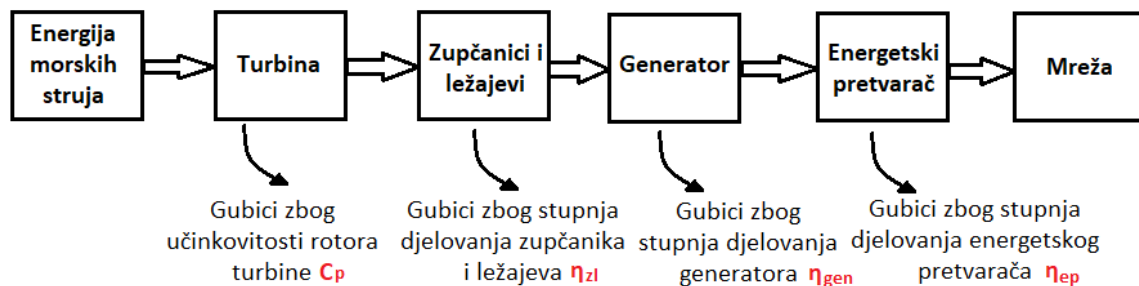 Energija
morskih
struja
Turbina
Zupčanici i
ležajevi
Generator
Energetski
pretvarač
Mreža
Gubici zbog
učinkovitosti rotora
turbine Cp
Gubici zbog stupnja
djelovanja zupčanika
i ležajeva ηzl
Gubici zbog
stupnja djelovanja
generatora ηgen
Gubici zbog stupnja
djelovanja energetskog
pretvarača ηep